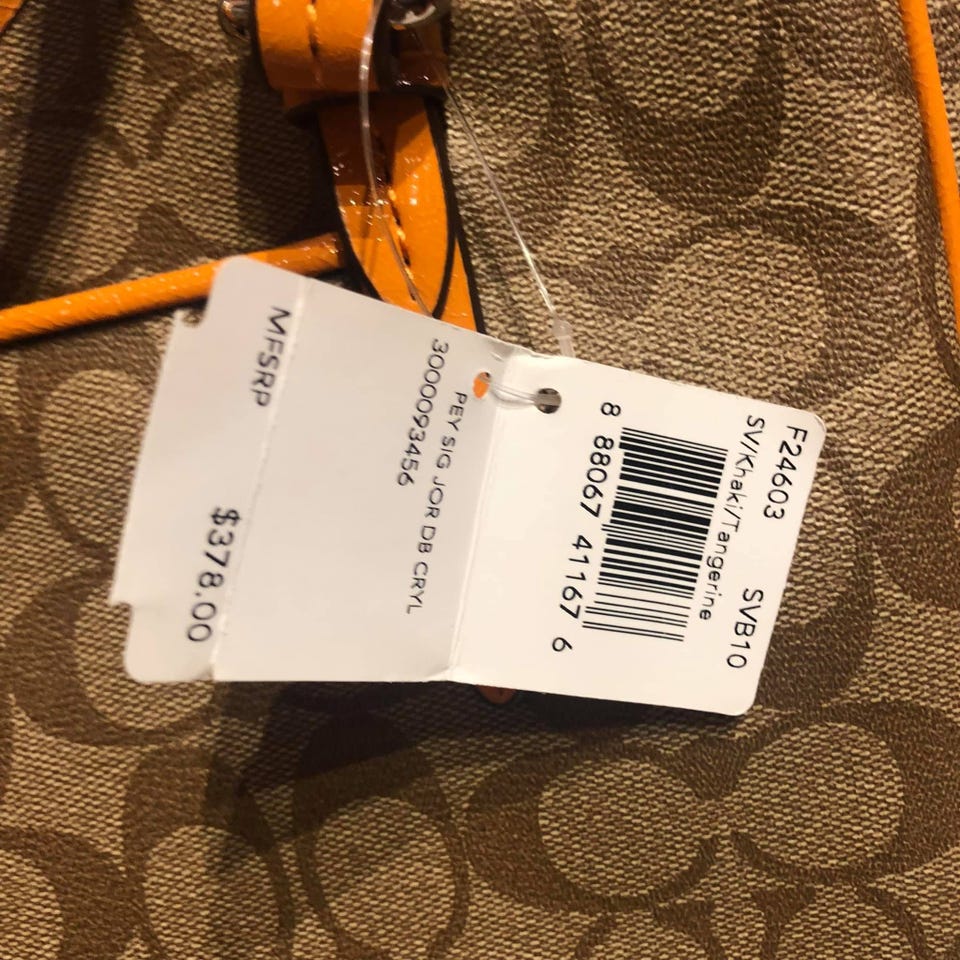 F24603 SVB10
SV/Khaki/Tangerine
8 88067 41167 6
PEY SIG JOR DB CRYL
3000093456
MFSRP $378.00